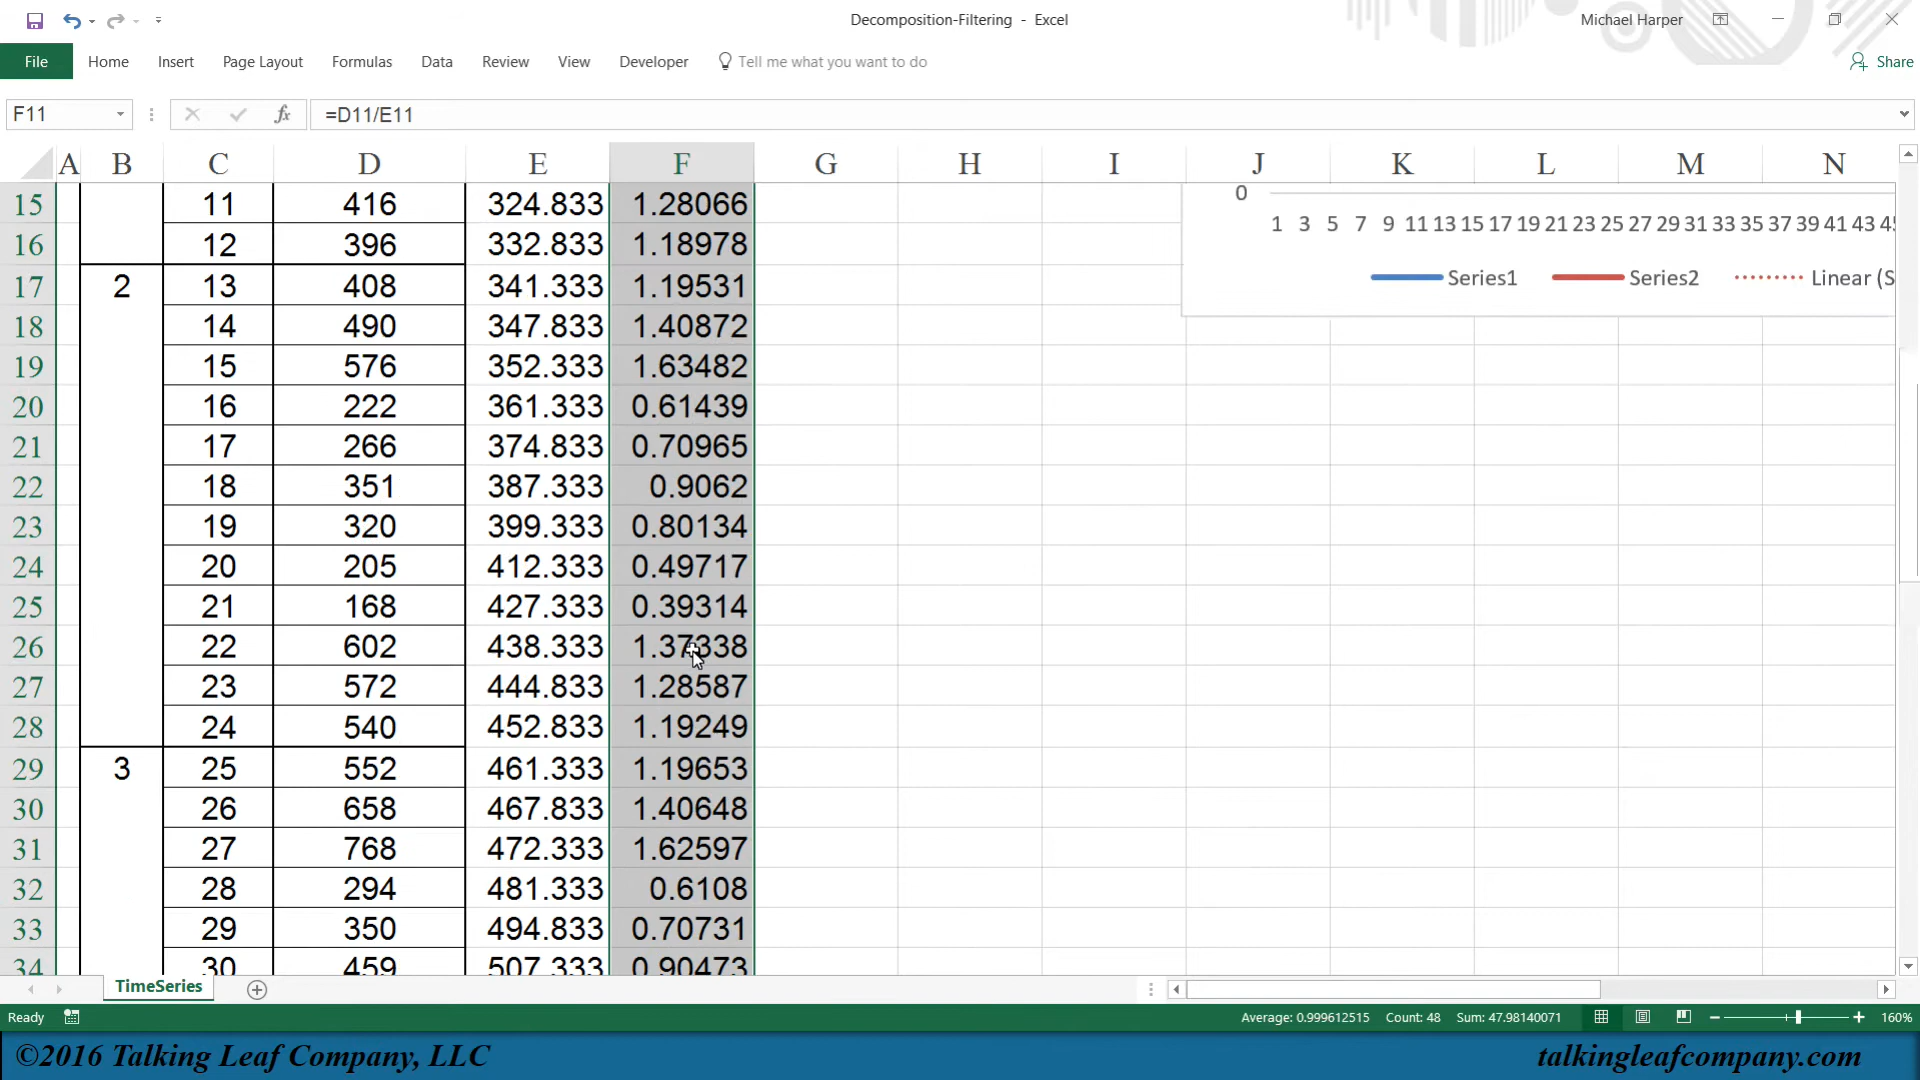 Decomposition-Filtering - Excel
Michael Harper
File Home Insert Page Layout Formulas Data Review View Developer Tell me what you want to do Share
F11 fx =D11/E11
A B C D E F G H I J K L M N
15 11 416 324.833 1.28066
16 12 396 332.833 1.18978
17 2 13 408 341.333 1.19531
18 14 490 347.833 1.40872
19 15 576 352.333 1.63482
20 16 222 361.333 0.61439
21 17 266 374.833 0.70965
22 18 351 387.333 0.9062
23 19 320 399.333 0.80134
24 20 205 412.333 0.49717
25 21 168 427.333 0.39314
26 22 602 438.333 1.37338
27 23 572 444.833 1.28587
28 24 540 452.833 1.19249
29 3 25 552 461.333 1.19653
30 26 658 467.833 1.40648
31 27 768 472.333 1.62597
32 28 294 481.333 0.6108
33 29 350 494.833 0.70731
34 30 459 507.333 0.90473
0
1 3 5 7 9 11 13 15 17 19 21 23 25 27 29 31 33 35 37 39 41 43 45
Series1 Series2 Linear (S
TimeSeries
Ready Average: 0.999612515 Count: 48 Sum: 47.98140071 160%
©2016 Talking Leaf Company, LLC talkingleafcompany.com